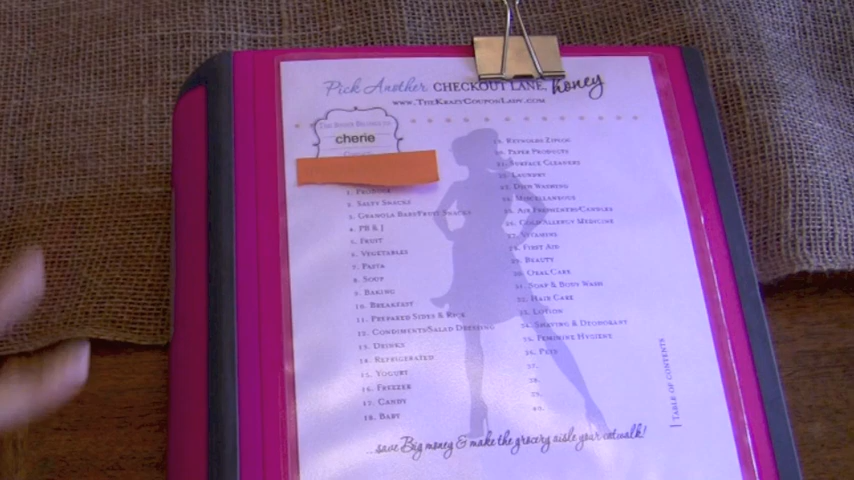 Pick Another CHECKOUT LANE, honey
www.TheKrazyCouponLady.com
cherie
1. Produce
2. Salty Snacks
3. Granola Bars/Fruit Snacks
4. PB & J
5. Fruit
6. Vegetables
7. Pasta
8. Soup
9. Baking
10. Breakfast
11. Prepared Sides & Rice
12. Condiments/Salad Dressing
13. Drinks
14. Refrigerated
15. Yogurt
16. Freezer
17. Candy
18. Baby
19. Reynolds Ziploc
20. Paper Products
21. Surface Cleaners
22. Laundry
23. Dish Washing
24. Miscellaneous
25. Air Fresheners/Candles
26. Cold/Allergy Medicine
27. Vitamins
28. First Aid
29. Beauty
30. Oral Care
31. Soap & Body Wash
32. Hair Care
33. Lotion
34. Shaving & Deodorant
35. Feminine Hygiene
36. Pets
37.
38.
39.
40.
| Table of Contents
...save Big money & make the grocery aisle your catwalk!